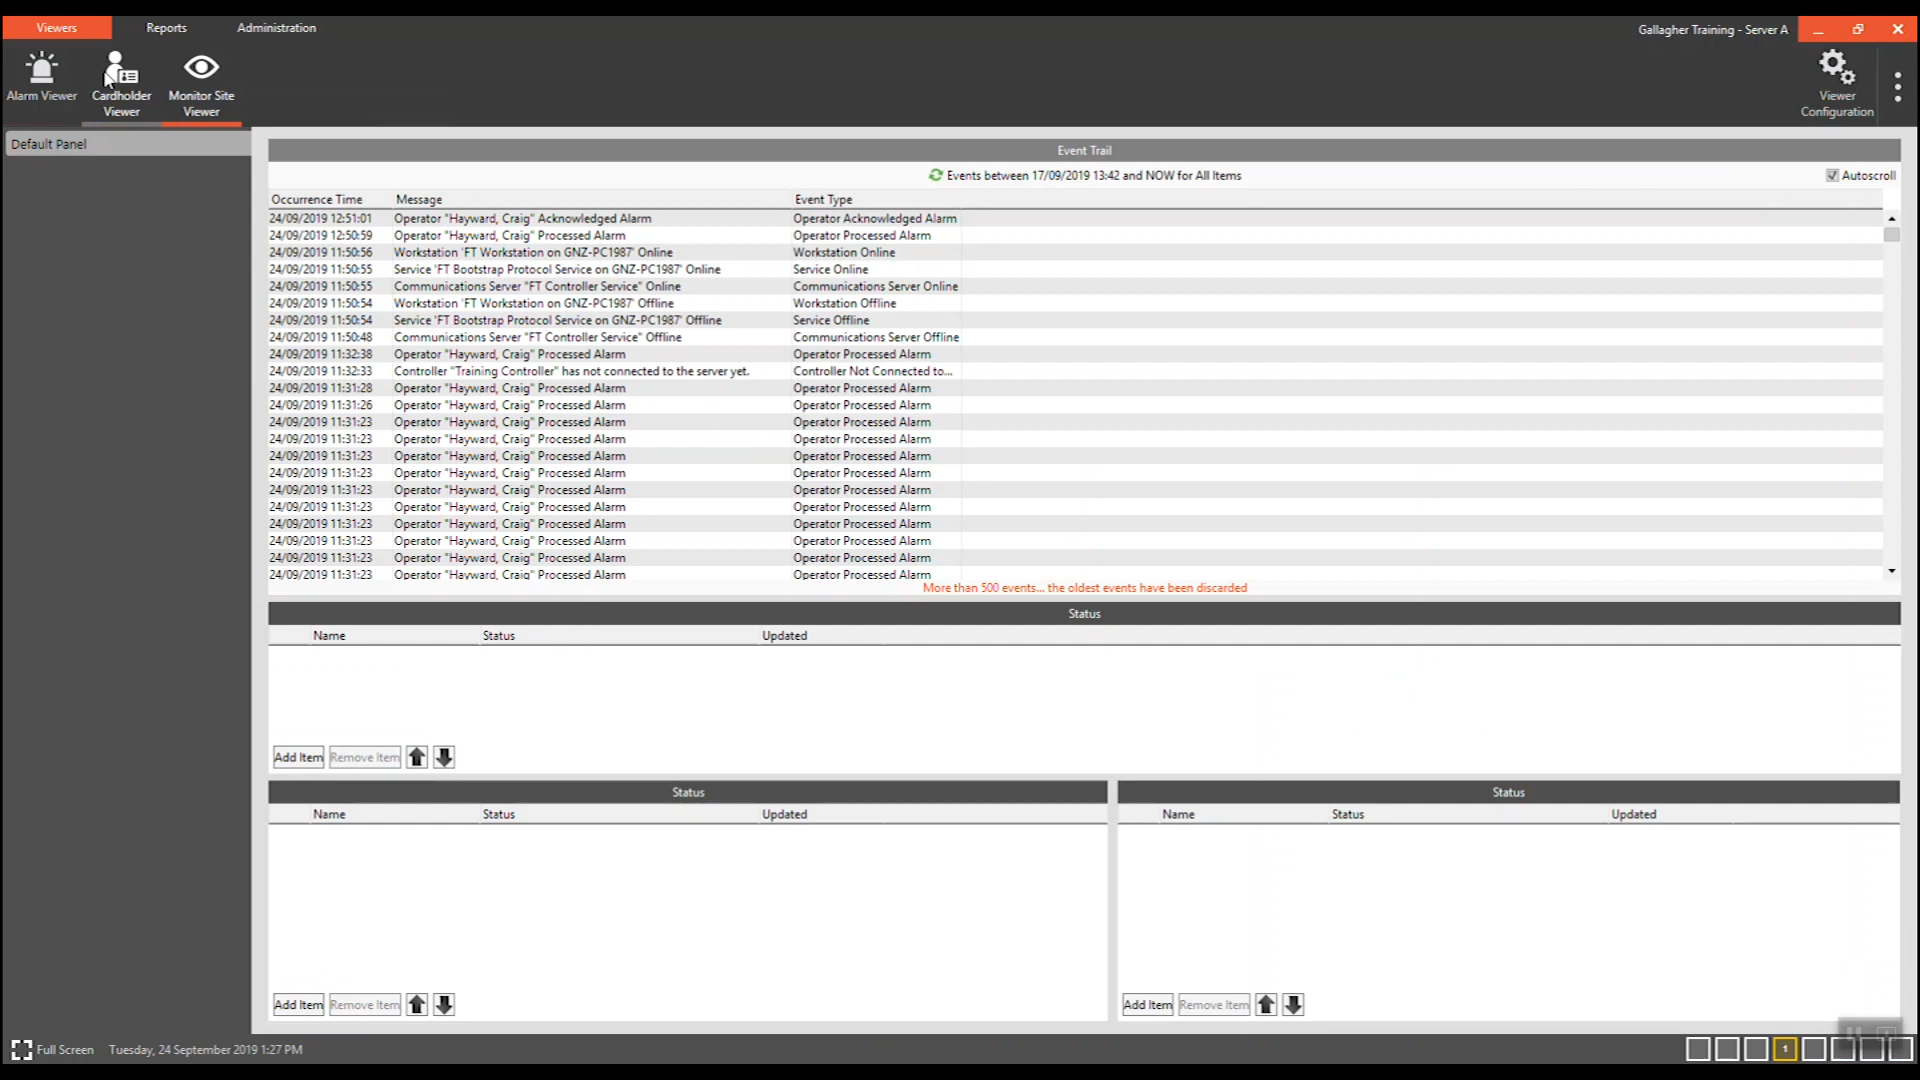 Viewers Reports Administration Gallagher Training - Server A
Alarm Viewer
Cardholder Viewer
Monitor Site Viewer
Viewer Configuration
Default Panel
Event Trail
Events between 17/09/2019 13:42 and NOW for All Items Autoscroll
Occurrence Time Message Event Type
24/09/2019 12:51:01 Operator "Hayward, Craig" Acknowledged Alarm Operator Acknowledged Alarm
24/09/2019 12:50:59 Operator "Hayward, Craig" Processed Alarm Operator Processed Alarm
24/09/2019 11:50:56 Workstation 'FT Workstation on GNZ-PC1987' Online Workstation Online
24/09/2019 11:50:55 Service 'FT Bootstrap Protocol Service on GNZ-PC1987' Online Service Online
24/09/2019 11:50:55 Communications Server "FT Controller Service" Online Communications Server Online
24/09/2019 11:50:54 Workstation 'FT Workstation on GNZ-PC1987' Offline Workstation Offline
24/09/2019 11:50:54 Service 'FT Bootstrap Protocol Service on GNZ-PC1987' Offline Service Offline
24/09/2019 11:50:48 Communications Server "FT Controller Service" Offline Communications Server Offline
24/09/2019 11:32:38 Operator "Hayward, Craig" Processed Alarm Operator Processed Alarm
24/09/2019 11:32:33 Controller "Training Controller" has not connected to the server yet. Controller Not Connected to...
24/09/2019 11:31:28 Operator "Hayward, Craig" Processed Alarm Operator Processed Alarm
24/09/2019 11:31:26 Operator "Hayward, Craig" Processed Alarm Operator Processed Alarm
24/09/2019 11:31:23 Operator "Hayward, Craig" Processed Alarm Operator Processed Alarm
24/09/2019 11:31:23 Operator "Hayward, Craig" Processed Alarm Operator Processed Alarm
24/09/2019 11:31:23 Operator "Hayward, Craig" Processed Alarm Operator Processed Alarm
24/09/2019 11:31:23 Operator "Hayward, Craig" Processed Alarm Operator Processed Alarm
24/09/2019 11:31:23 Operator "Hayward, Craig" Processed Alarm Operator Processed Alarm
24/09/2019 11:31:23 Operator "Hayward, Craig" Processed Alarm Operator Processed Alarm
24/09/2019 11:31:23 Operator "Hayward, Craig" Processed Alarm Operator Processed Alarm
24/09/2019 11:31:23 Operator "Hayward, Craig" Processed Alarm Operator Processed Alarm
24/09/2019 11:31:23 Operator "Hayward, Craig" Processed Alarm Operator Processed Alarm
24/09/2019 11:31:23 Operator "Hayward, Craig" Processed Alarm Operator Processed Alarm
More than 500 events... the oldest events have been discarded
Status
Name Status Updated
Add Item Remove Item
Status Status
Name Status Updated Name Status Updated
Add Item Remove Item Add Item Remove Item
Full Screen Tuesday, 24 September 2019 1:27 PM 1